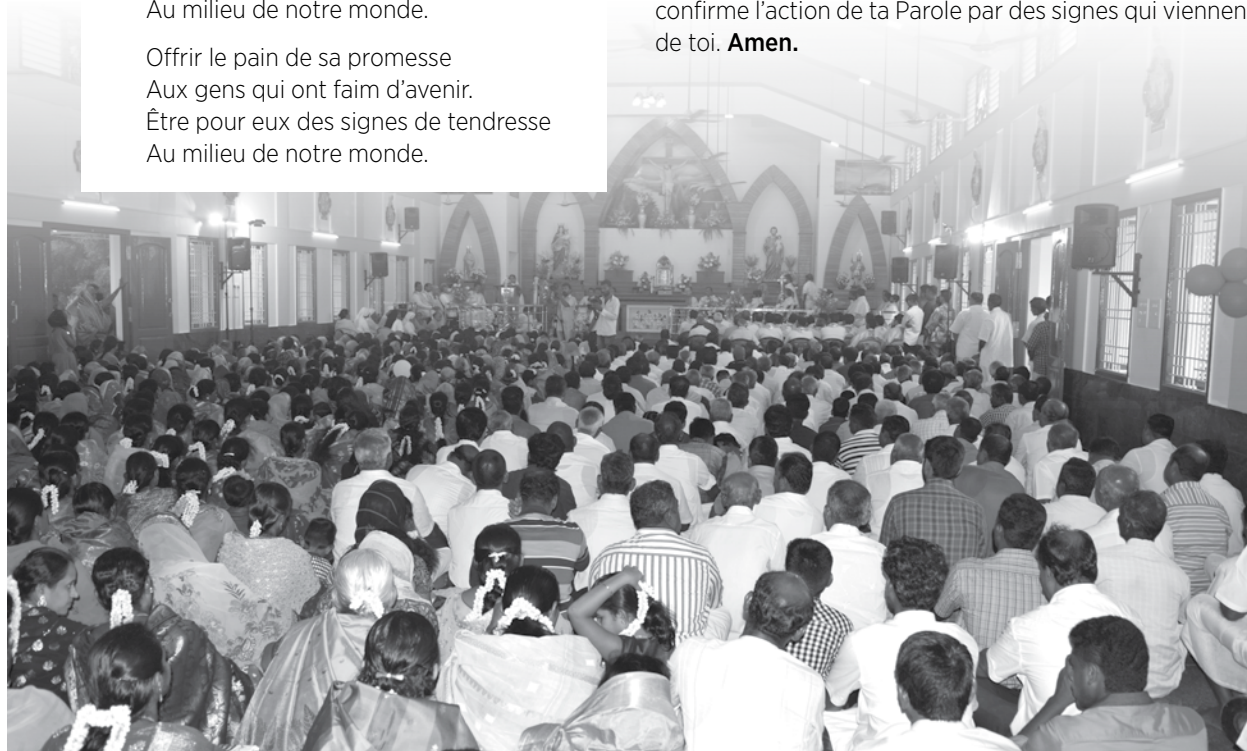 Au milieu de notre monde.
Offrir le pain de sa promesse
Aux gens qui ont faim d’avenir.
Être pour eux des signes de tendresse
Au milieu de notre monde.
confirme l’action de ta Parole par des signes qui viennen
de toi. Amen.